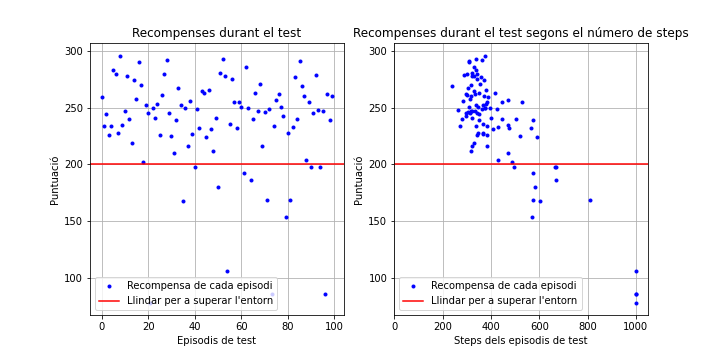 Recompenses durant el test
Recompenses durant el test segons el número de steps
300
250
200
150
100
Puntuació
0
20
40
60
80
100
Episodis de test
Recompensa de cada episodi
Llindar per a superar l'entorn
300
250
200
150
100
Puntuació
0
200
400
600
800
1000
Steps dels episodis de test
Recompensa de cada episodi
Llindar per a superar l'entorn